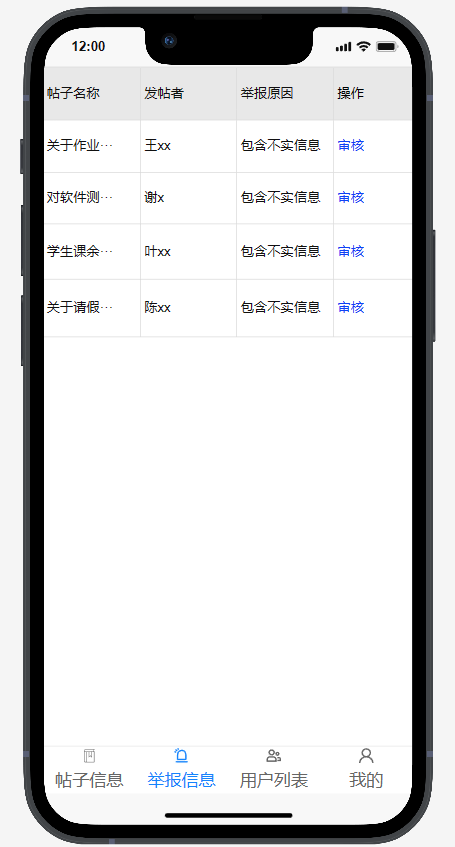 12:00
帖子名称 发帖者 举报原因 操作
关于作业… 王xx 包含不实信息 审核
对软件测… 谢x 包含不实信息 审核
学生课余… 叶xx 包含不实信息 审核
关于请假… 陈xx 包含不实信息 审核
帖子信息 举报信息 用户列表 我的